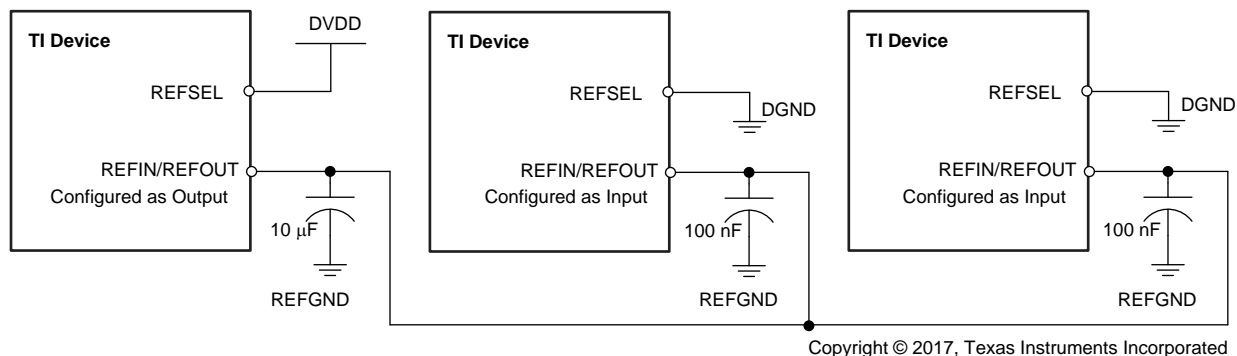 TI Device
DVDD
REFSEL
REFIN/REFOUT
Configured as Output
10 μF
REFGND
TI Device
REFSEL
DGND
REFIN/REFOUT
Configured as Input
100 nF
REFGND
TI Device
REFSEL
DGND
REFIN/REFOUT
Configured as Input
100 nF
REFGND
Copyright © 2017, Texas Instruments Incorporated